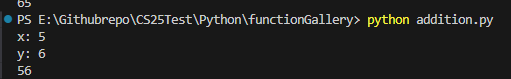 65
PS E:\Githubrepo\CS25Test\Python\functionGallery> python addition.py
x: 5
y: 6
56